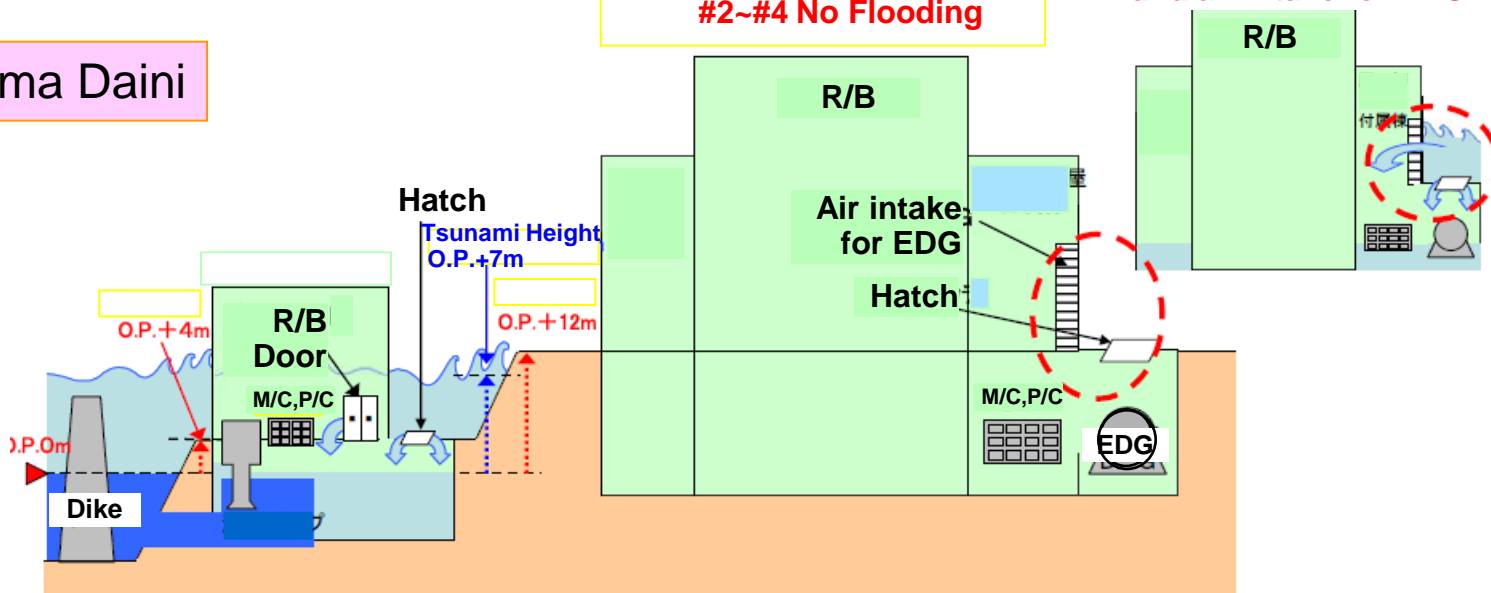 #2~#4 No Flooding
ma Daini
R/B
付属棟
R/B
Hatch
Tsunami Height
O.P.+7m
Air intake
for EDG
Hatch
O.P.+4m
R/B
Door
O.P.+12m
M/C,P/C
M/C,P/C
EDG
O.P.0m
Dike